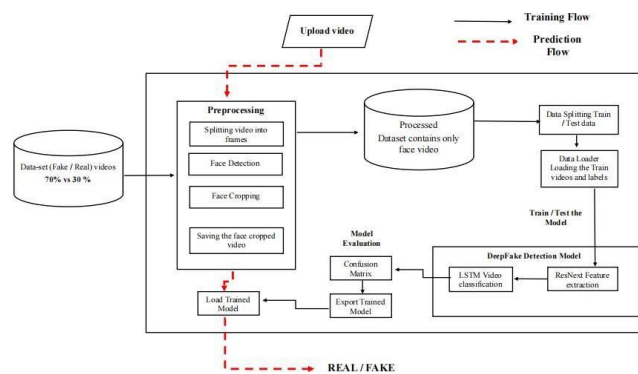 Upload video
Training Flow
Prediction
Flow
Preprocessing
Splitting video into
frames
Face Detection
Face Cropping
Saving the face cropped
video
Data-set (Fake / Real) videos
70% vs 30 %
Processed
Dataset contains only
face video
Data Splitting Train
/ Test data
Data Loader
Loading the Train
videos and labels
Train / Test the
Model
Model
Evaluation
DeepFake Detection Model
Confusion
Matrix
LSTM Video
classification
ResNext Feature
extraction
Load Trained
Model
Export Trained
Model
REAL / FAKE